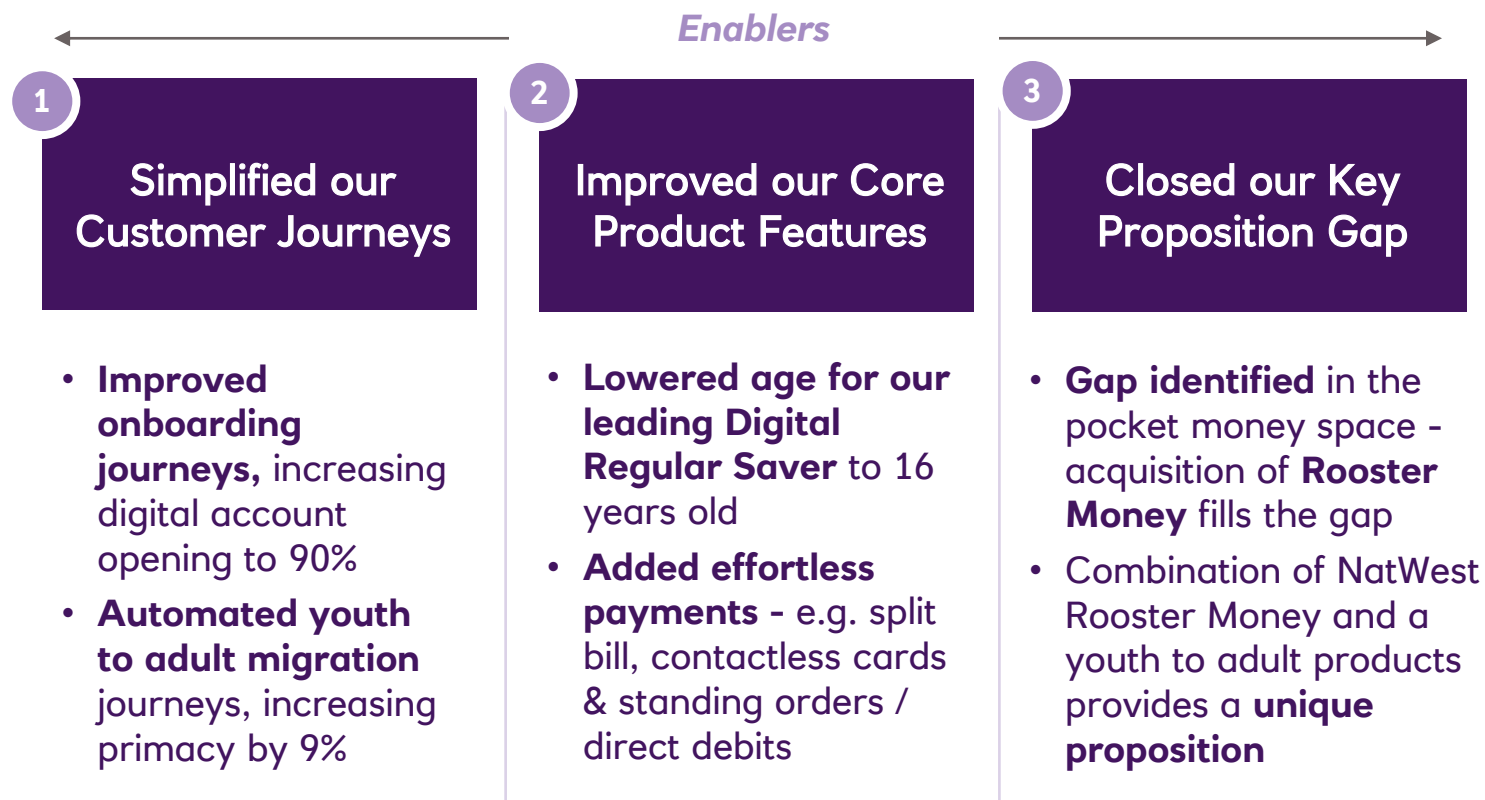 Enablers
1
Simplified our
Customer Journeys
• Improved
onboarding
journeys, increasing
digital account
opening to 90%
• Automated youth
to adult migration
journeys, increasing
primacy by 9%
2
Improved our Core
Product Features
• Lowered age for our
leading Digital
Regular Saver to 16
years old
• Added effortless
payments - e.g. split
bill, contactless cards
& standing orders /
direct debits
3
Closed our Key
Proposition Gap
• Gap identified in the
pocket money space -
acquisition of Rooster
Money fills the gap
• Combination of NatWest
Rooster Money and a
youth to adult products
provides a unique
proposition